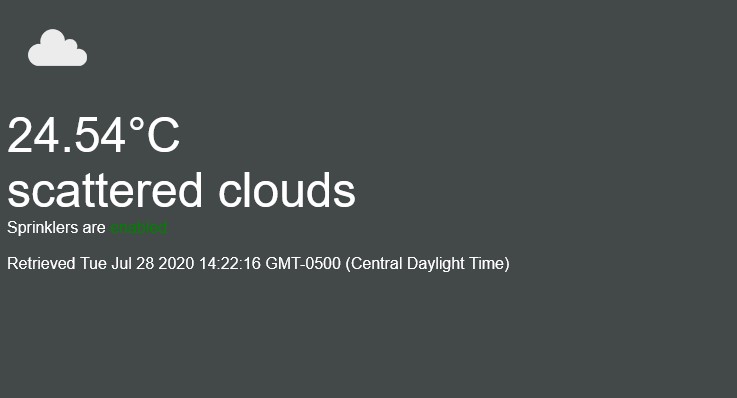 24.54°C
scattered clouds
Sprinklers are enabled
Retrieved Tue Jul 28 2020 14:22:16 GMT-0500 (Central Daylight Time)